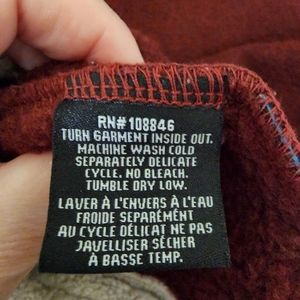 RN#108846
TURN GARMENT INSIDE OUT.
MACHINE WASH COLD
SEPARATELY DELICATE
CYCLE. NO BLEACH.
TUMBLE DRY LOW.
LAVER À L'ENVERS À L'EAU
FROIDE SEPARÉMENT
AU CYCLE DÉLICAT NE PAS
JAVELLISER SÉCHER
À BASSE TEMP.